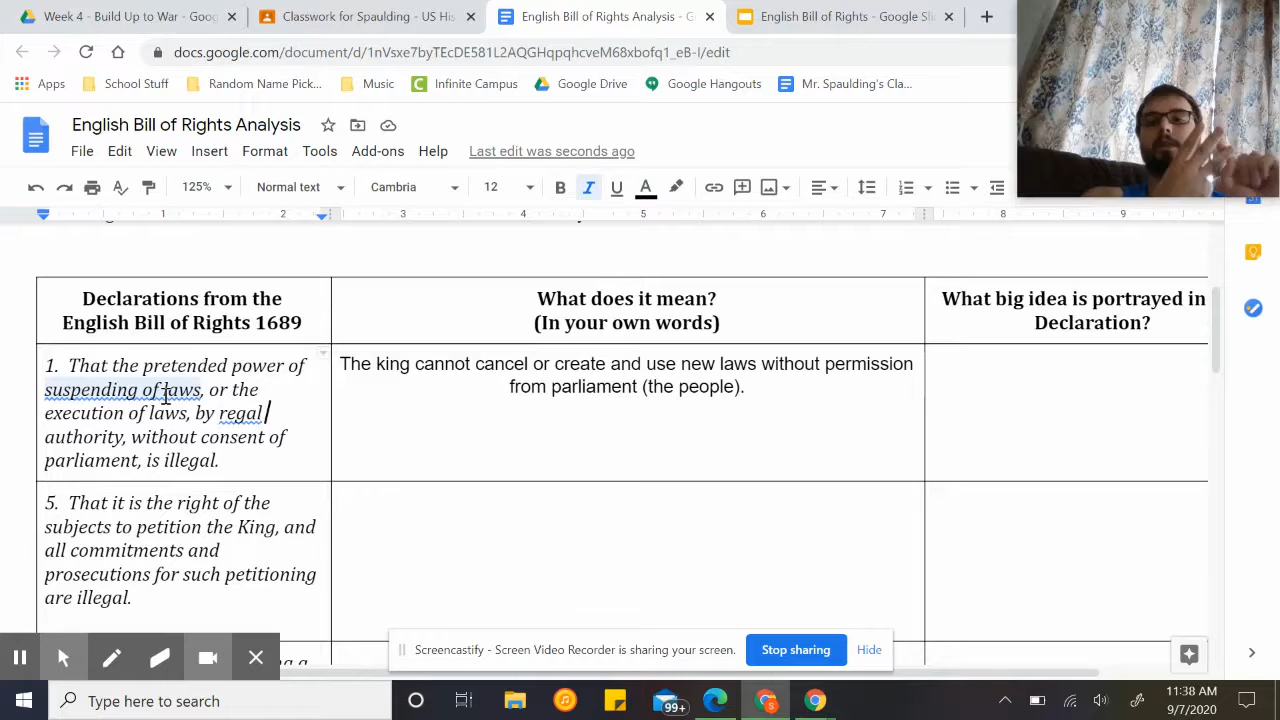 Week 4 - Build Up to War - Goo
Classwork for Spaulding - US His
English Bill of Rights Analysis - G
English Bill of Rights - Google Sl
docs.google.com/document/d/1nVsxe7byTEcDE581L2AQGHqpqhcveM68xbofq1_eB-I/edit
Apps
School Stuff
Random Name Pick...
Music
Infinite Campus
Google Drive
Google Hangouts
Mr. Spaulding's Cla...
English Bill of Rights Analysis
File Edit View Insert Format Tools Add-ons Help Last edit was seconds ago
125% Normal text Cambria 12 B I U A
1 2 3 4 5 6 7 8 9
Declarations from the
English Bill of Rights 1689
What does it mean?
(In your own words)
What big idea is portrayed in
Declaration?
1. That the pretended power of
suspending of laws, or the
execution of laws, by regal
authority, without consent of
parliament, is illegal.
The king cannot cancel or create and use new laws without permission
from parliament (the people).
5. That it is the right of the
subjects to petition the King, and
all commitments and
prosecutions for such petitioning
are illegal.
Screencastify - Screen Video Recorder is sharing your screen.
Stop sharing
Hide
Type here to search
99+
S
11:38 AM
9/7/2020